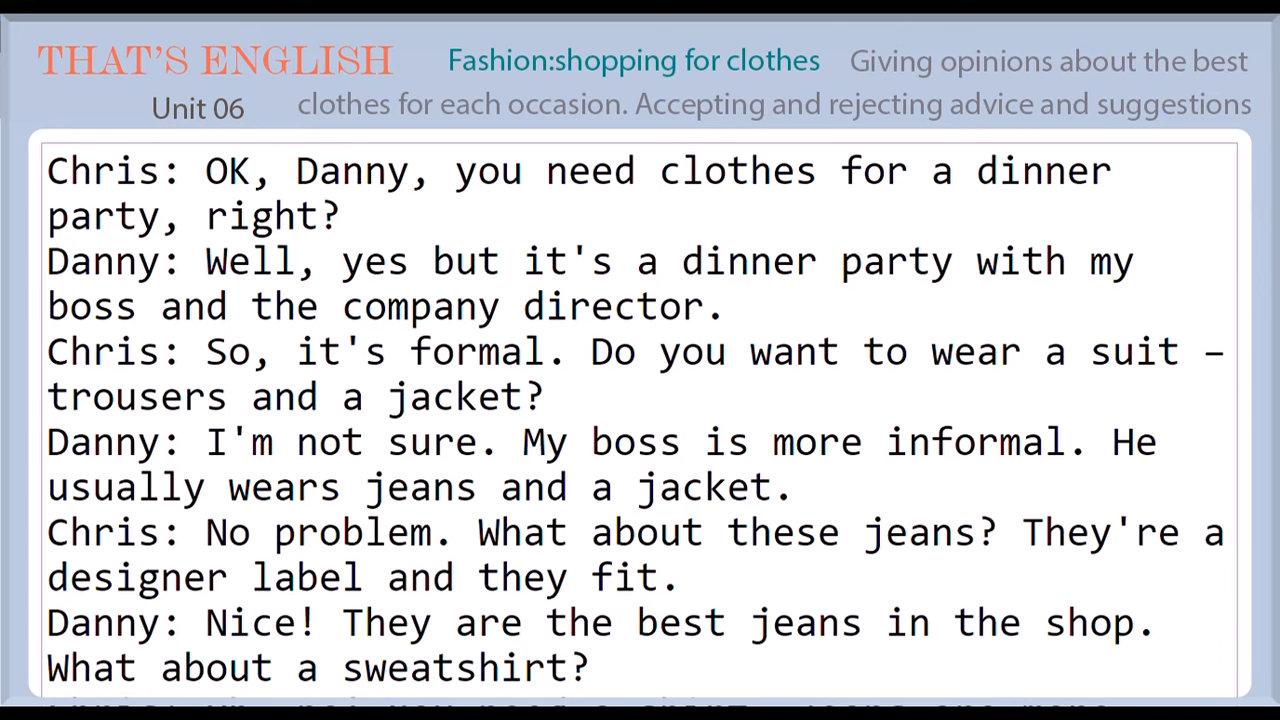 THAT'S ENGLISH
Fashion:shopping for clothes
Giving opinions about the best
Unit 06
clothes for each occasion. Accepting and rejecting advice and suggestions
Chris: OK, Danny, you need clothes for a dinner
party, right?
Danny: Well, yes but it's a dinner party with my
boss and the company director.
Chris: So, it's formal. Do you want to wear a suit –
trousers and a jacket?
Danny: I'm not sure. My boss is more informal. He
usually wears jeans and a jacket.
Chris: No problem. What about these jeans? They're a
designer label and they fit.
Danny: Nice! They are the best jeans in the shop.
What about a sweatshirt?